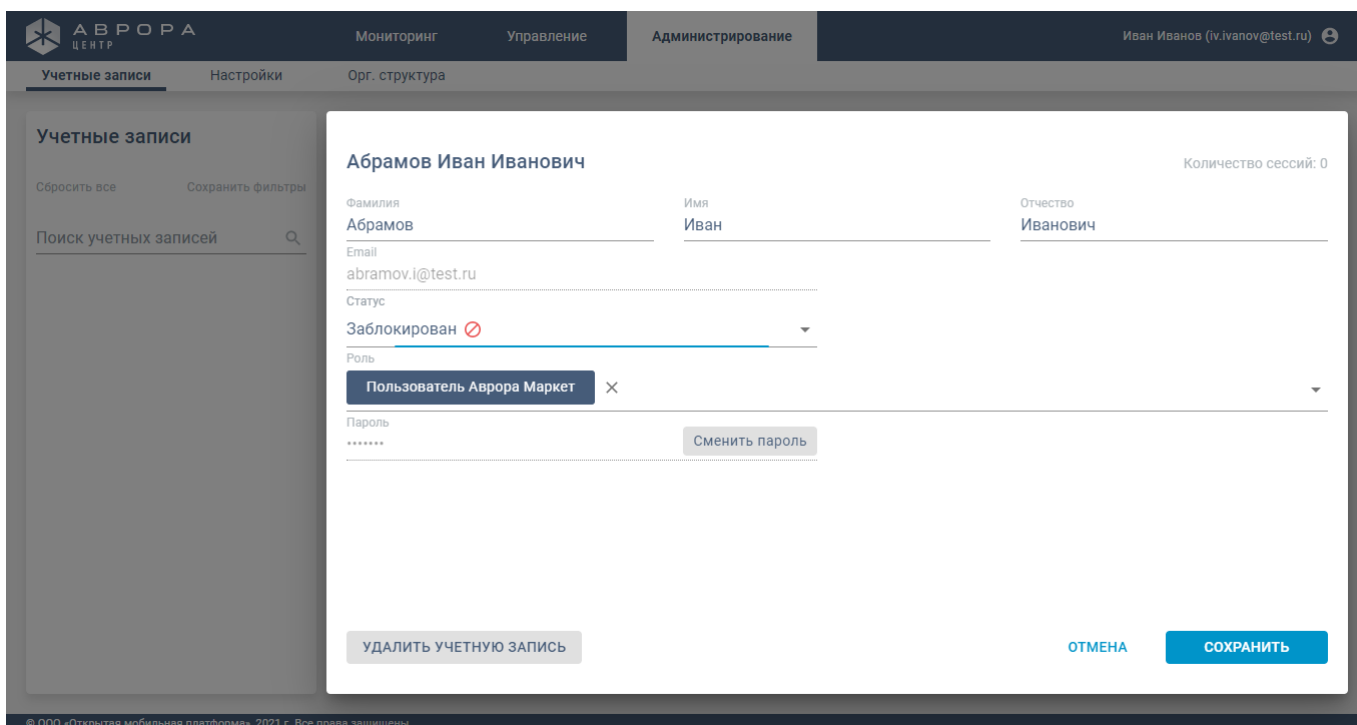 АВРОРА
ЦЕНТР
Мониторинг Управление Администрирование Иван Иванов (iv.ivanov@test.ru)
Учетные записи Настройки Орг. структура
Учетные записи
Сбросить все Сохранить фильтры
Поиск учетных записей
Абрамов Иван Иванович Количество сессий: 0
Фамилия Имя Отчество
Абрамов Иван Иванович
Email
abramov.i@test.ru
Статус
Заблокирован
Роль
Пользователь Аврора Маркет
Пароль
•••••••
Сменить пароль
УДАЛИТЬ УЧЕТНУЮ ЗАПИСЬ ОТМЕНА СОХРАНИТЬ
© ООО «Открытая мобильная платформа», 2021 г. Все права защищены